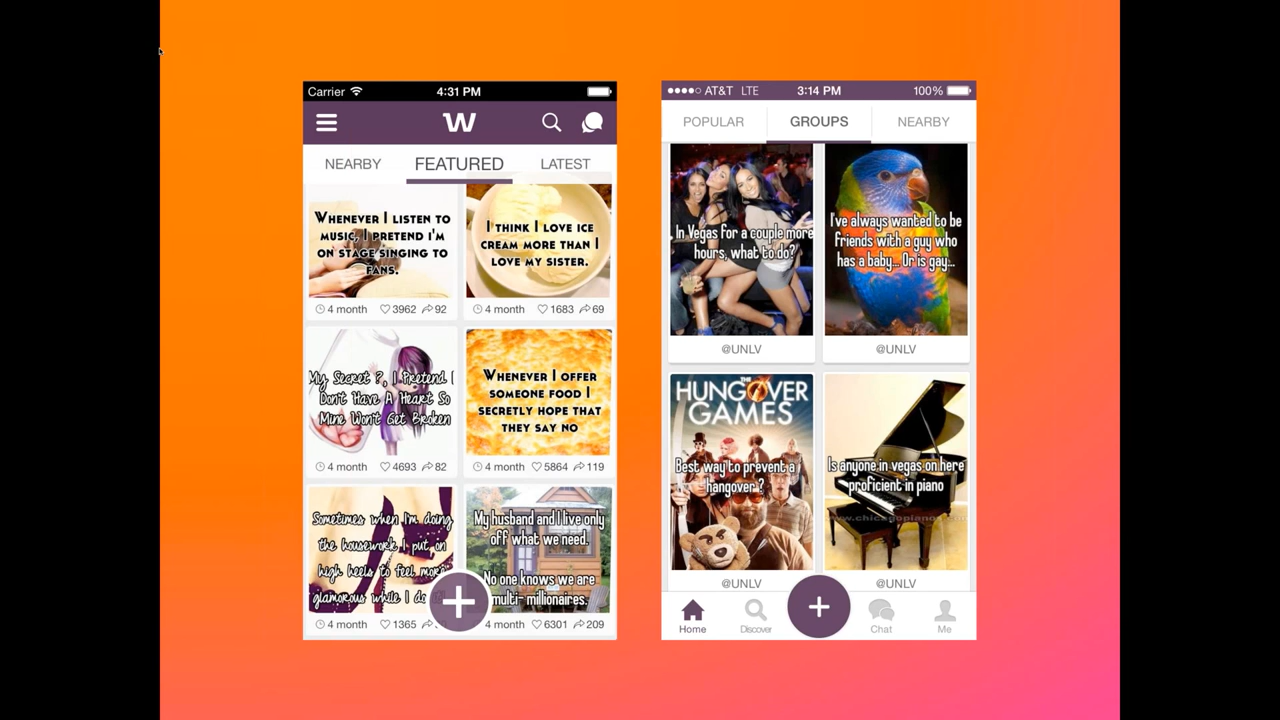 Carrier
4:31 PM
W
NEARBY
FEATURED
LATEST
WHENEVER I LISTEN TO
MUSIC, I PRETEND I'M
ON STAGE SINGING TO
FANS.
4 month 3962 92
I THINK I LOVE ICE
CREAM MORE THAN I
LOVE MY SISTER.
4 month 1683 69
My Secret ?, I Pretend I
Don't Have A Heart So
Mine Won't Get Broken
4 month 4693 82
WHENEVER I OFFER
SOMEONE FOOD I
SECRETLY HOPE THAT
THEY SAY NO
4 month 5864 119
Sometimes when I'm doing
the housework I put on
high heels to feel more
glamorous while I
4 month 1365
My husband and I live only
off what we need.
No one knows we are
multi- millionaires.
4 month 6301 209
AT&T LTE
3:14 PM
100%
POPULAR
GROUPS
NEARBY
In Vegas for a couple more
hours, what to do?
@UNLV
I've always wanted to be
friends with a guy who
has a baby... Or is gay...
@UNLV
THE
HUNGOVER
GAMES
Best way to prevent a
hangover ?
@UNLV
Is anyone in vegas on here
proficient in piano
www.chicagopianos.com
@UNLV
Home
Discover
Chat
Me